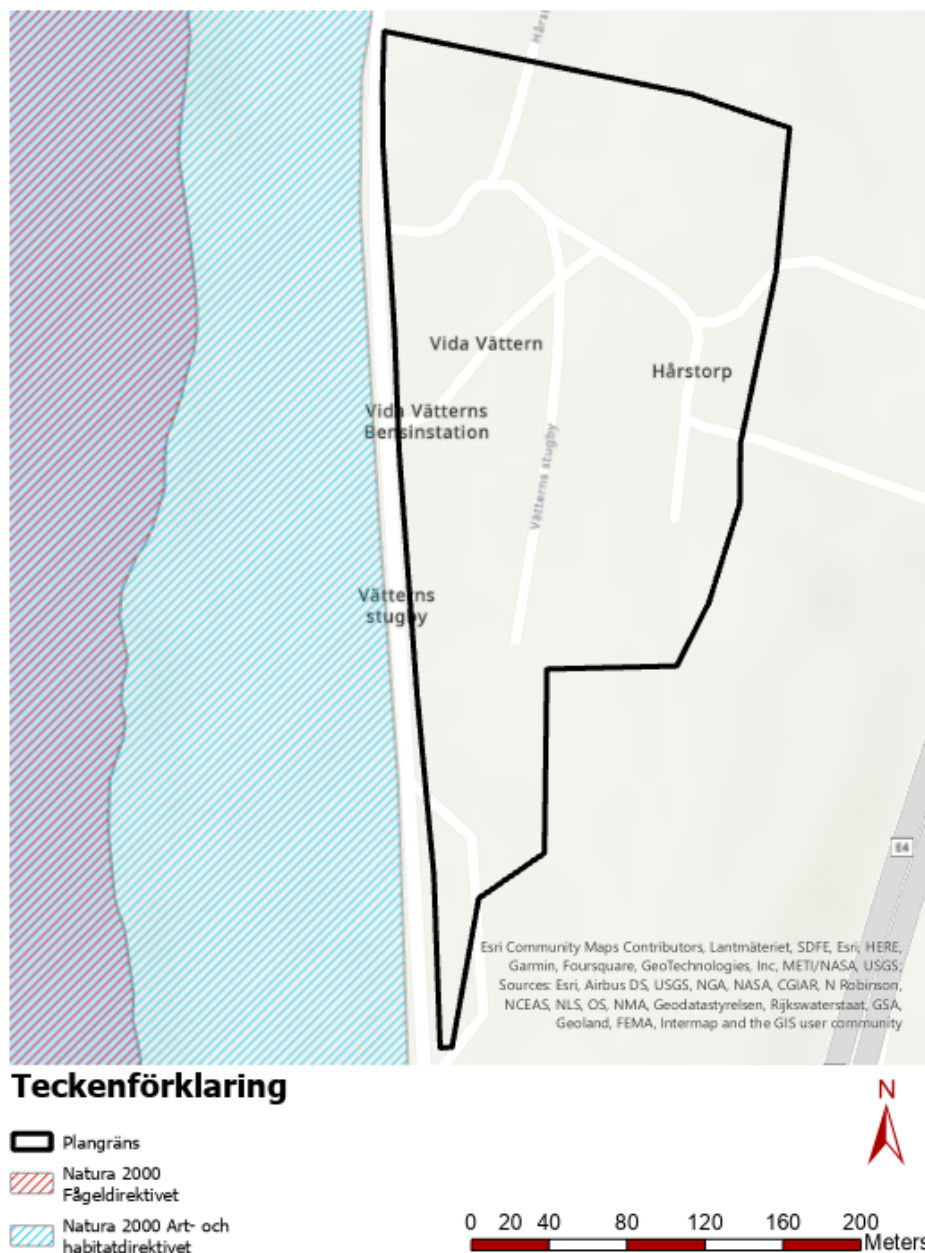 Hårs
Vida Vättern
Hårstorp
Vida Vätterns
Bensinstation
Vätterns stugby
Vätterns
stugby
E4
Esri Community Maps Contributors, Lantmäteriet, SDFE, Esri, HERE,
Garmin, Foursquare, GeoTechnologies, Inc, METI/NASA, USGS;
Sources: Esri, Airbus DS, USGS, NGA, NASA, CGIAR, N Robinson,
NCEAS, NLS, OS, NMA, Geodatastyrelsen, Rijkswaterstaat, GSA,
Geoland, FEMA, Intermap and the GIS user community
Teckenförklaring
N
Plangräns
Natura 2000
Fågeldirektivet
Natura 2000 Art- och
habitatdirektivet
0 20 40 80 120 160 200
Meters